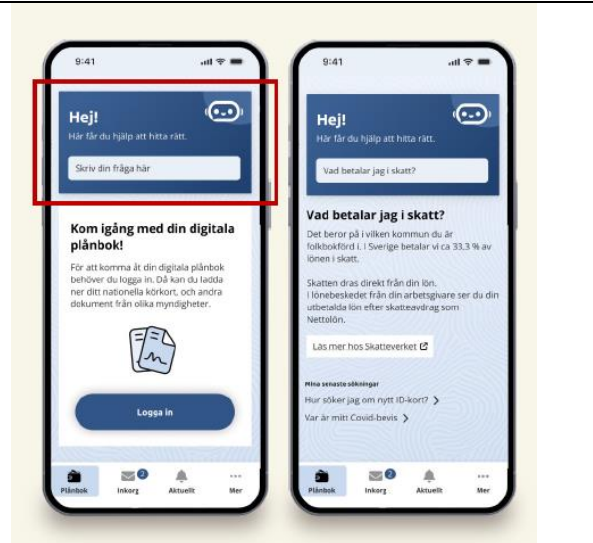 9:41
Hej!
Här får du hjälp att hitta rätt.
Skriv din fråga här
Kom igång med din digitala
plånbok!
För att komma åt din digitala plånbok
behöver du logga in. Då kan du ladda
ner ditt nationella körkort, och andra
dokument från olika myndigheter.
Logga in
Plånbok
Inkorg
2
Aktuellt
Mer
9:41
Hej!
Här får du hjälp att hitta rätt.
Vad betalar jag i skatt?
Vad betalar jag i skatt?
Det beror på i vilken kommun du är
folkbokförd i. I Sverige betalar vi ca 33,3 % av
lönen i skatt.
Skatten dras direkt från din lön.
I lönebeskedet från din arbetsgivare ser du din
utbetalda lön efter skatteavdrag som
Nettolön.
Läs mer hos Skatteverket
Mina senaste sökningar
Hur söker jag om nytt ID-kort?
Var är mitt Covid-bevis
Plånbok
Inkorg
2
Aktuellt
Mer